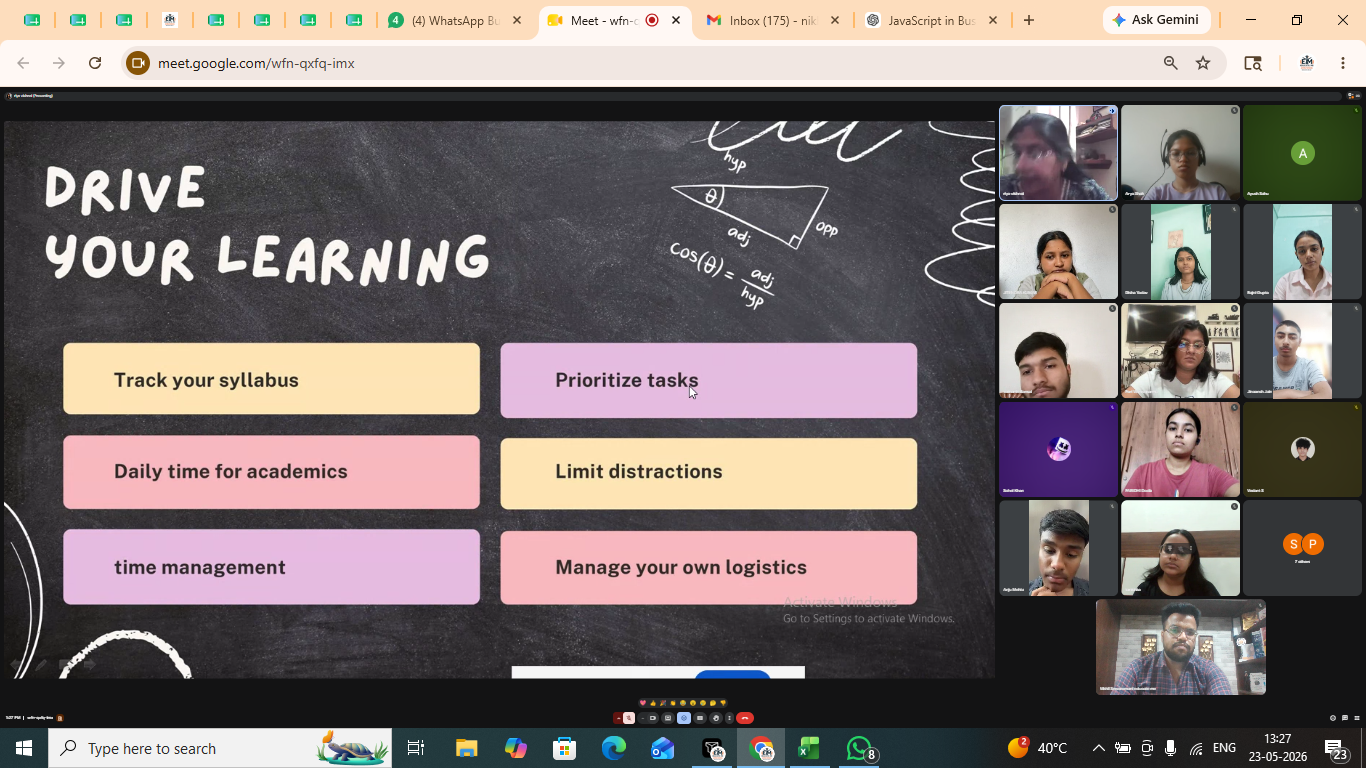 4
(4) WhatsApp Bu
Meet - wfn-q
Inbox (175) - nik
JavaScript in Bus
Ask Gemini
meet.google.com/wfn-qxfq-imx
DRIVE
YOUR LEARNING
hyp
θ
adj
opp
cos(θ) = adj
hyp
Track your syllabus
Prioritize tasks
Daily time for academics
Limit distractions
time management
Manage your own logistics
Activate Windows
Go to Settings to activate Windows.
A
S P
Type here to search
8
2
40°C
ENG
13:27
23-05-2026
23